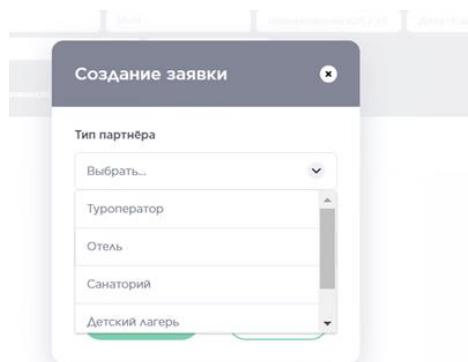 Создание заявки
Тип партнёра
Выбрать...
Туроператор
Отель
Санаторий
Детский лагерь